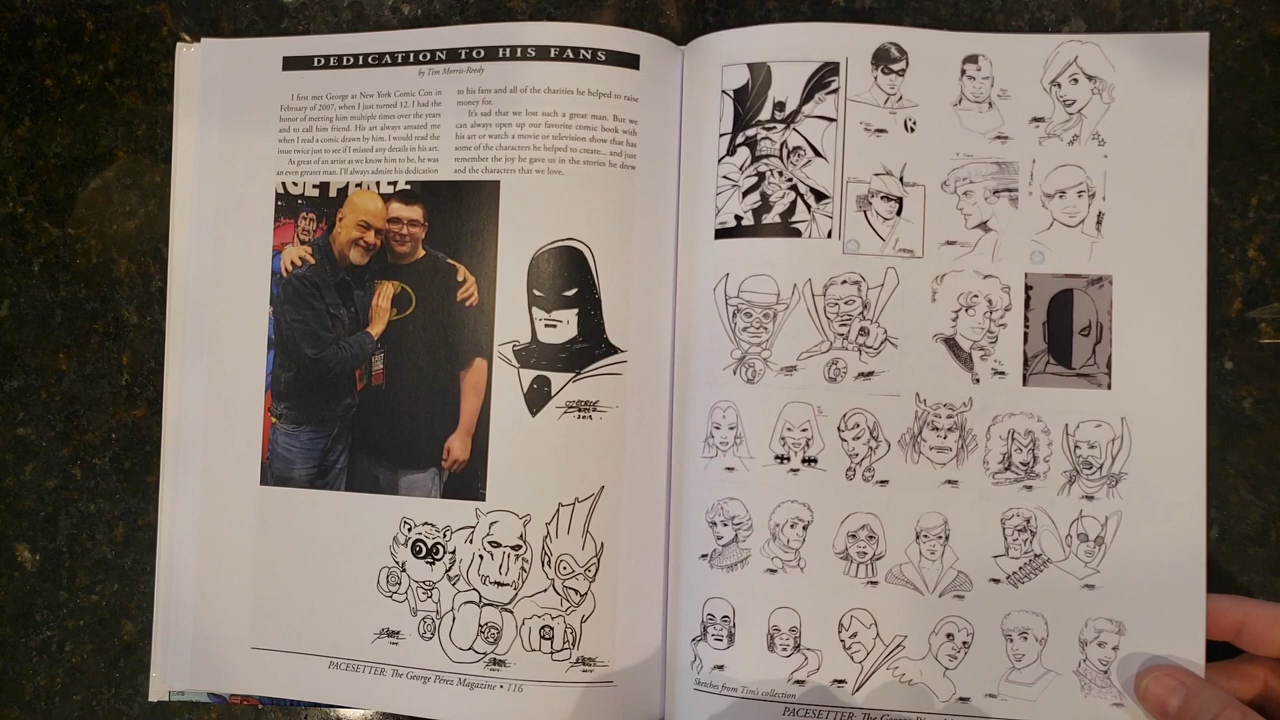 DEDICATION TO HIS FANS
by Tim Morris-Reedy
I first met George at New York Comic Con in
February of 2007, when I just turned 12. I had the
honor of meeting him multiple times over the years
and to call him friend. His art always amazed me
when I read a comic drawn by him. I would read the
issue twice just to see if I missed any details in his art.
As great of an artist as we know him to be, he was
an even greater man. I'll always admire his dedication
to his fans and all of the charities he helped to raise
money for.
It's sad that we lost such a great man. But we
can always open up our favorite comic book with
his art or watch a movie or television show that has
some of the characters he helped to create... and just
remember the joy he gave us in the stories he drew
and the characters that we love.
GEORGE PÉREZ
GEORGE
PÉREZ
PACESETTER: The George Pérez Magazine • 116
Sketches from Tim's collection
PACESETTER: The George Pérez